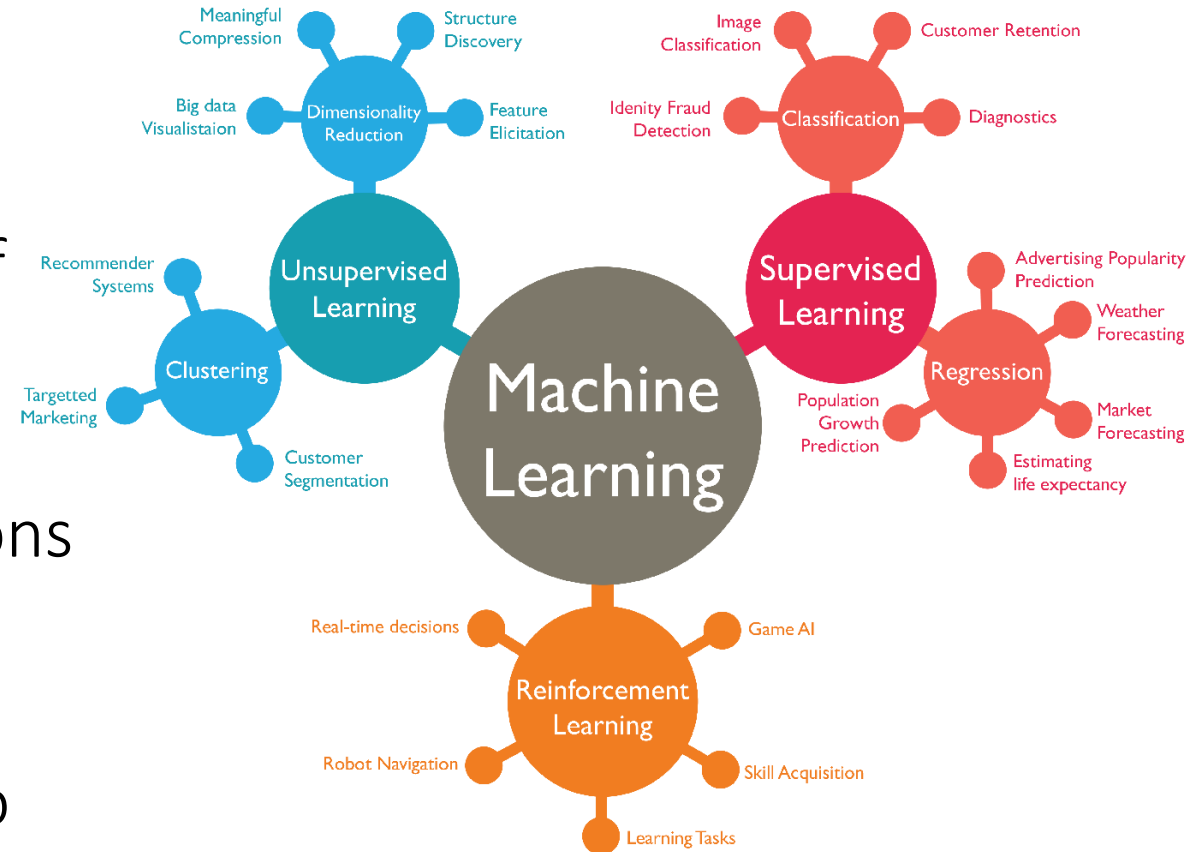 Meaningful
Compression
Structure
Discovery
Big data
Visualistaion
Dimensionality
Reduction
Feature
Elicitation
Image
Classification
Customer Retention
Idenity Fraud
Detection
Classification
Diagnostics
f
Recommender
Systems
Unsupervised
Learning
Clustering
Targetted
Marketing
Customer
Segmentation
Supervised
Learning
Advertising Popularity
Prediction
Weather
Forecasting
Regression
Population
Growth
Prediction
Market
Forecasting
Estimating
life expectancy
Machine
Learning
ons
Real-time decisions
Game AI
Reinforcement
Learning
Robot Navigation
Skill Acquisition
Learning Tasks